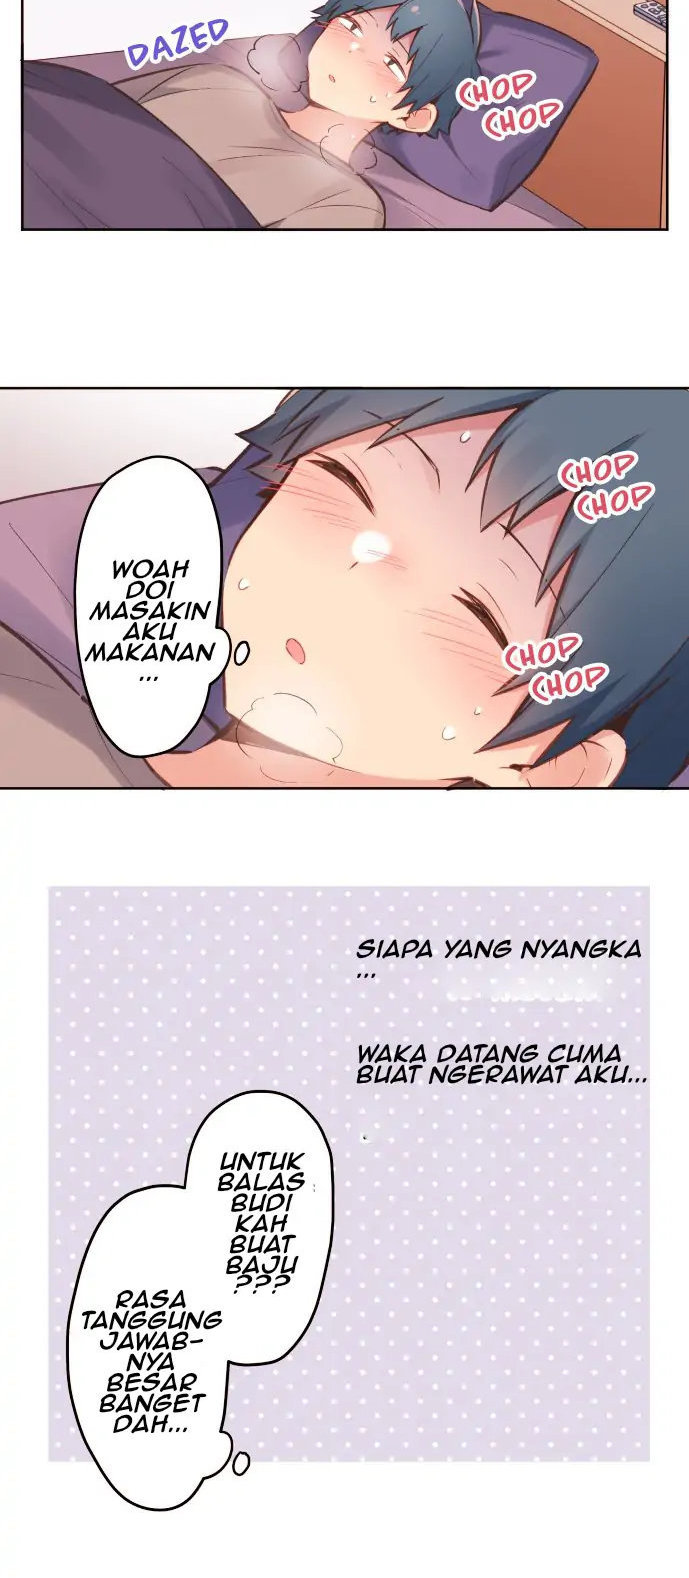 DAZED
CHOP
CHOP
CHOP
CHOP
WOAH
DOI
MASAKIN
AKU
MAKANAN
...
CHOP
CHOP
SIAPA YANG NYANGKA
...
WAKA DATANG CUMA
BUAT NGERAWAT AKU...
UNTUK
BALAS
BUDI
KAH
BUAT
BAJU
???
RASA
TANGGUNG
JAWAB-
NYA
BESAR
BANGET
DAH...